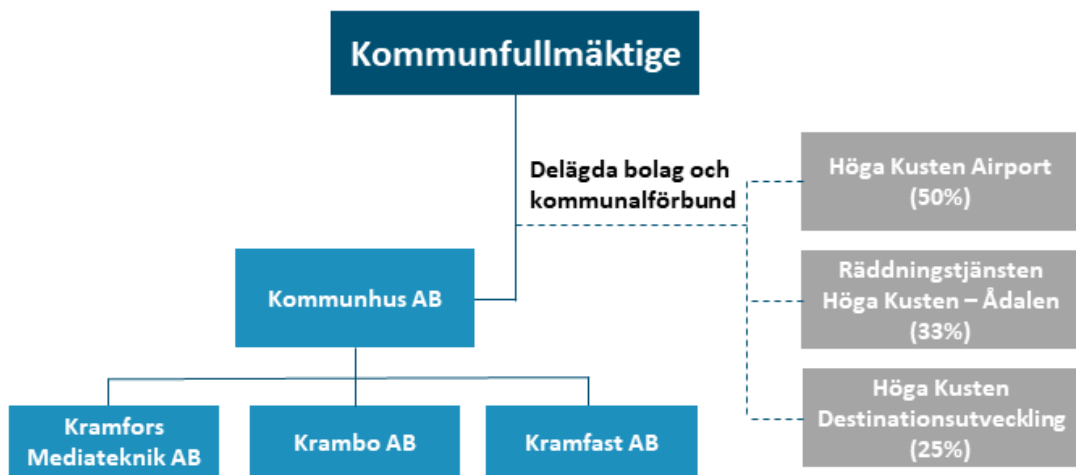 Kommunfullmäktige
Delägda bolag och
kommunalförbund
Höga Kusten Airport
(50%)
Räddningstjänsten
Höga Kusten – Ådalen
(33%)
Höga Kusten
Destinationsutveckling
(25%)
Kommunhus AB
Kramfors
Mediateknik AB
Krambo AB
Kramfast AB